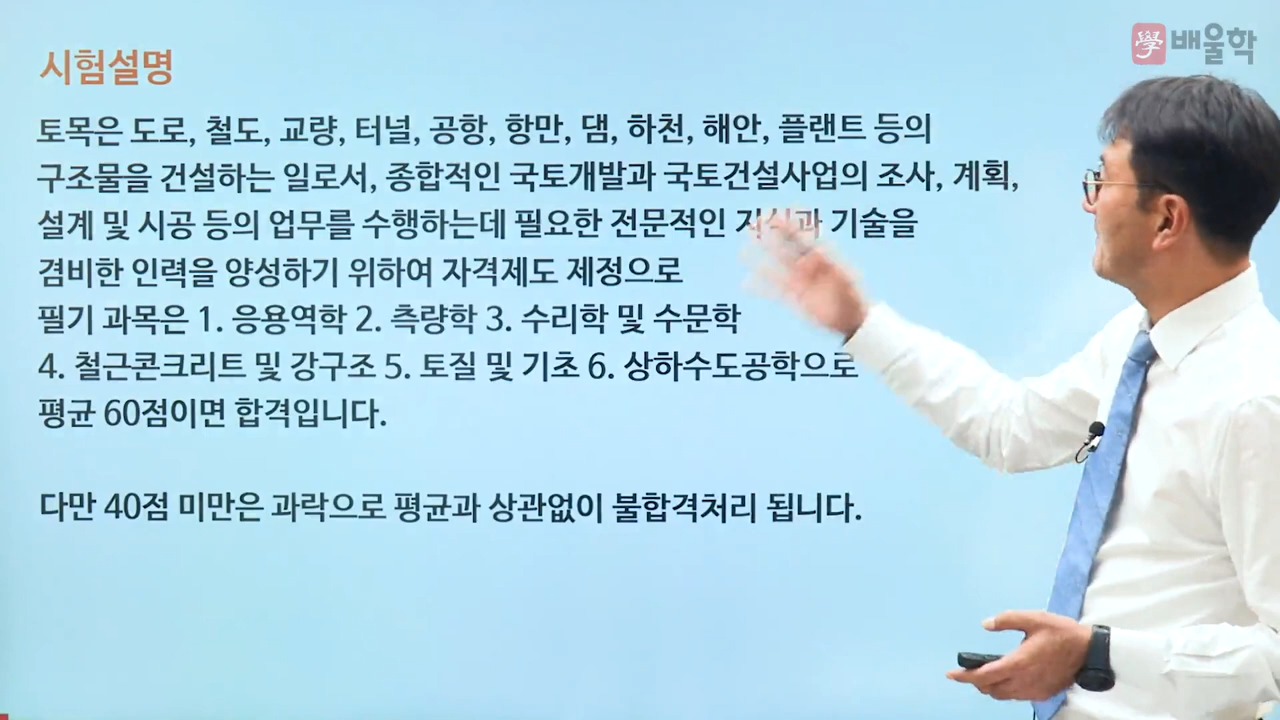 學 배울학
시험설명
토목은 도로, 철도, 교량, 터널, 공항, 항만, 댐, 하천, 해안, 플랜트 등의
구조물을 건설하는 일로서, 종합적인 국토개발과 국토건설사업의 조사, 계획,
설계 및 시공 등의 업무를 수행하는데 필요한 전문적인 지식과 기술을
겸비한 인력을 양성하기 위하여 자격제도 제정으로
필기 과목은 1. 응용역학 2. 측량학 3. 수리학 및 수문학
4. 철근콘크리트 및 강구조 5. 토질 및 기초 6. 상하수도공학으로
평균 60점이면 합격입니다.
다만 40점 미만은 과락으로 평균과 상관없이 불합격처리 됩니다.